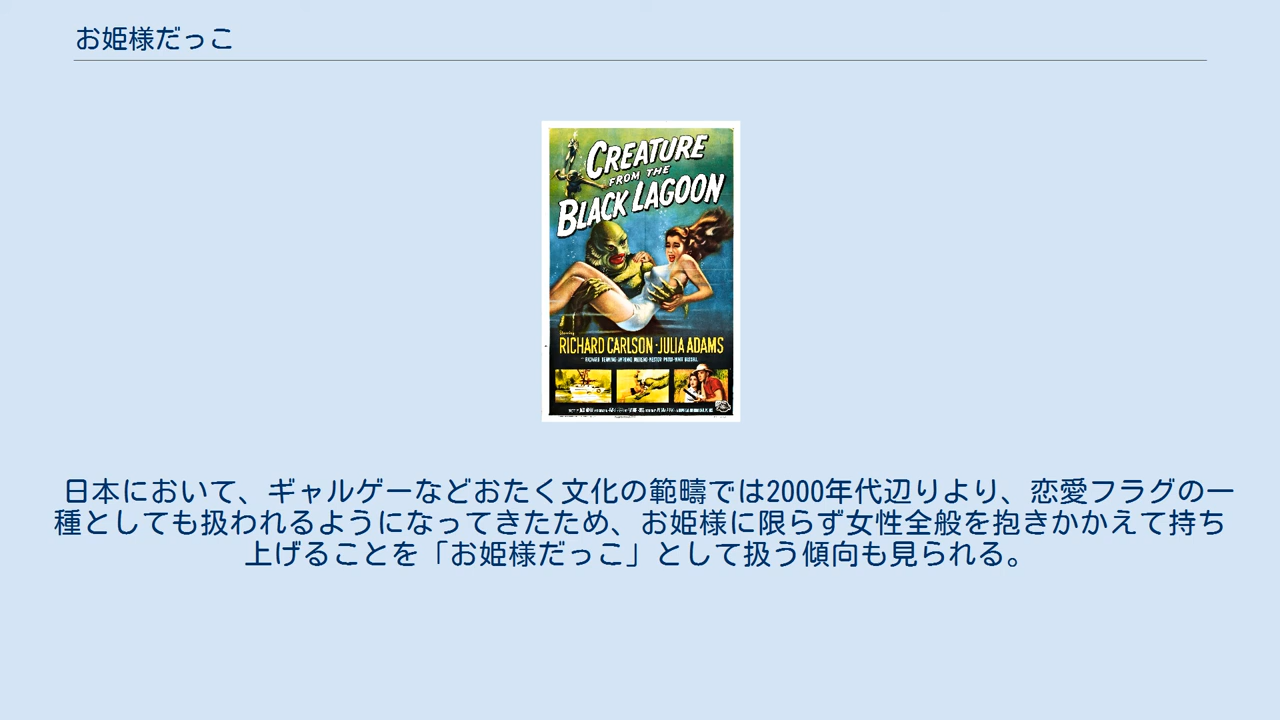 お姫様だっこ
CREATURE
FROM THE
BLACK LAGOON
Starring
RICHARD CARLSON · JULIA ADAMS
日本において、ギャルゲーなどおたく文化の範疇では2000年代辺りより、恋愛フラグの一
種としても扱われるようになってきたため、お姫様に限らず女性全般を抱きかかえて持ち
上げることを「お姫様だっこ」として扱う傾向も見られる。